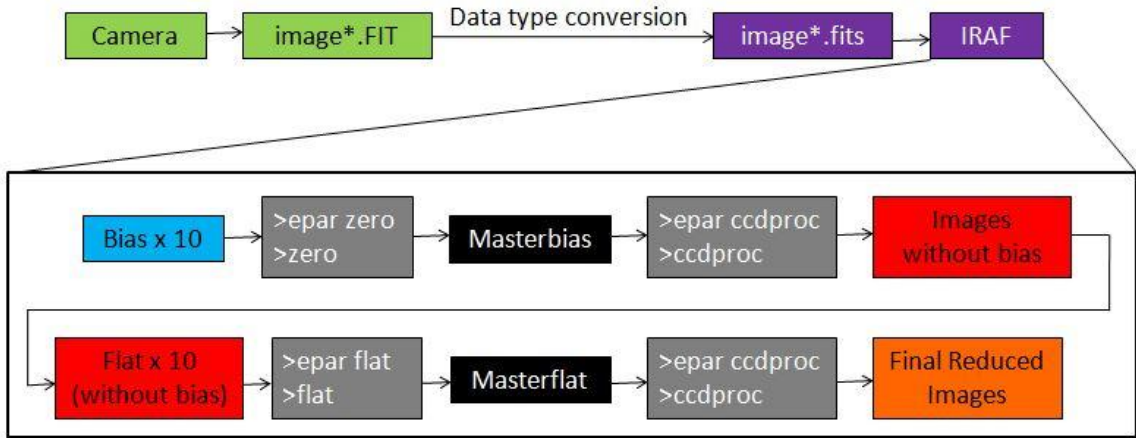 Data type conversion
Camera
image*.FIT
image*.fits
IRAF
Bias x 10
>epar zero
>zero
Masterbias
>epar ccdproc
>ccdproc
Images
without bias
Flat x 10
(without bias)
>epar flat
>flat
Masterflat
>epar ccdproc
>ccdproc
Final Reduced
Images